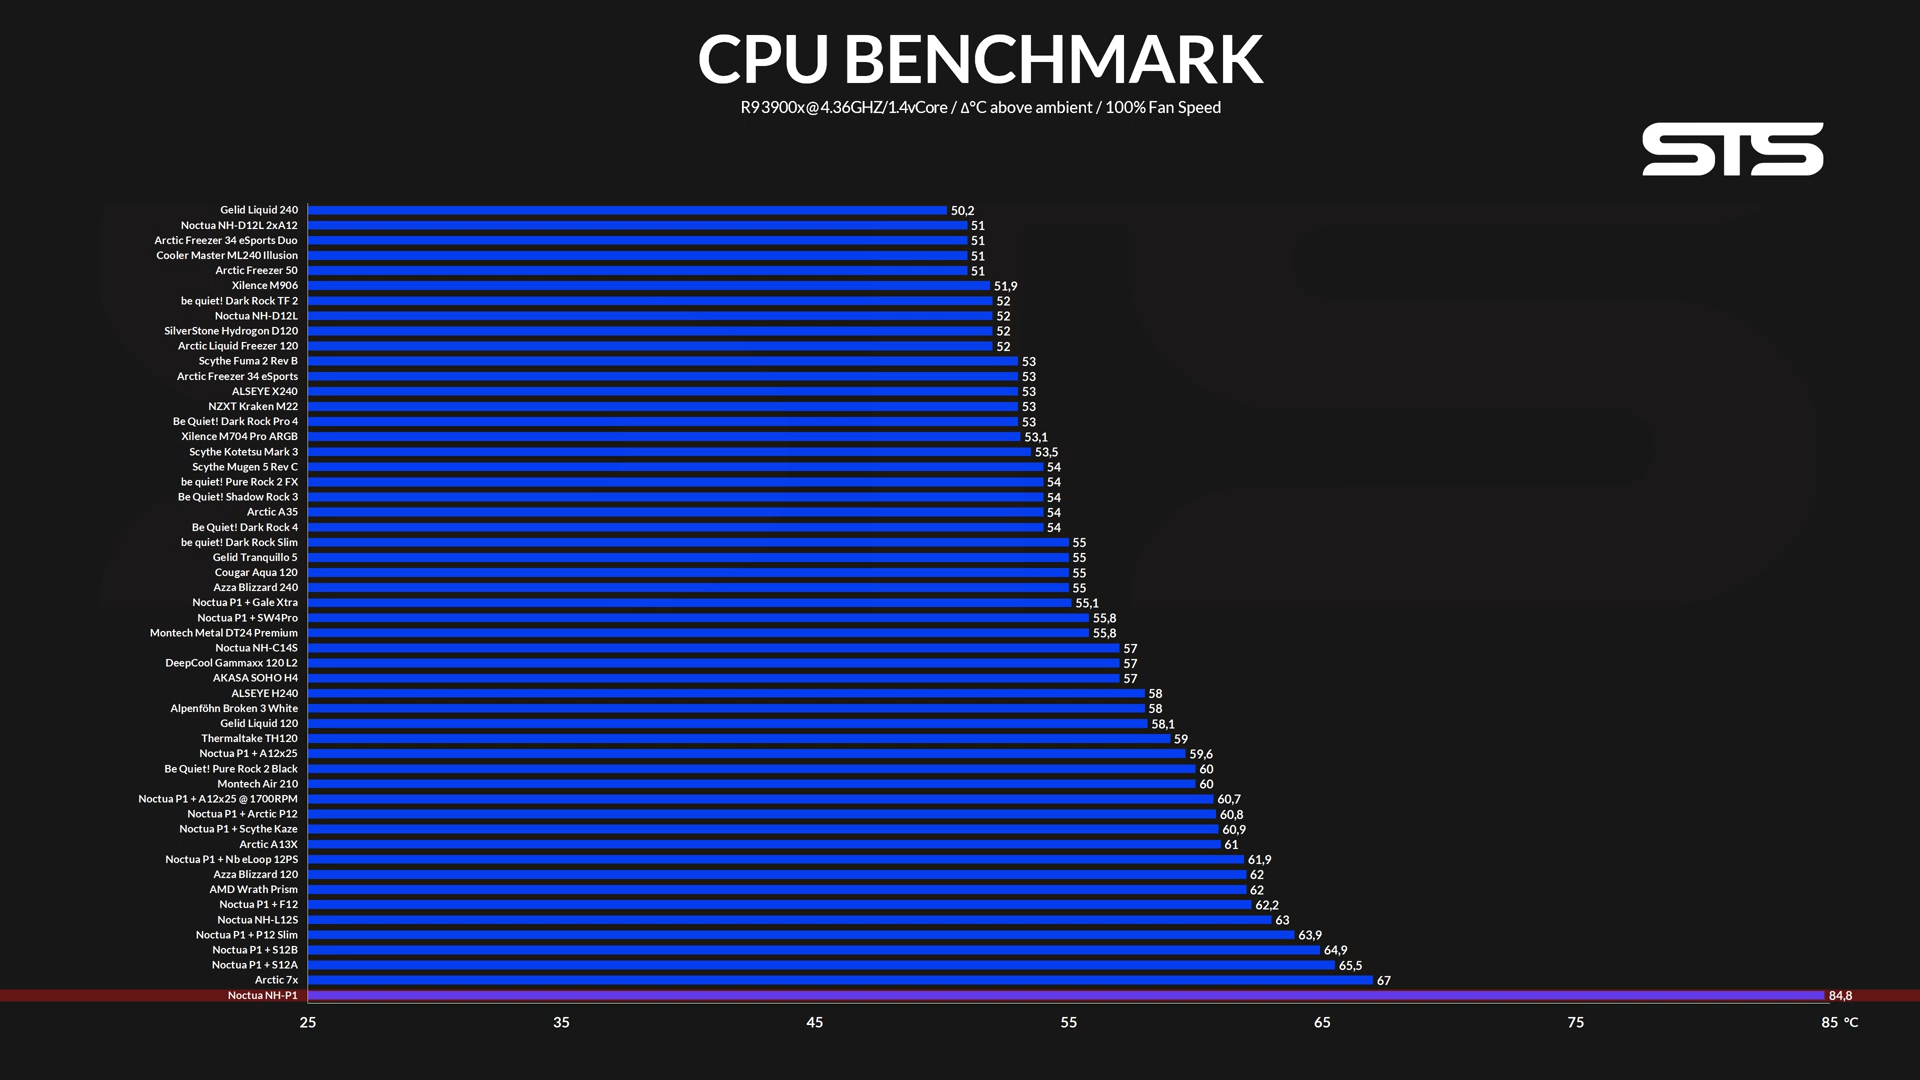 CPU BENCHMARK
R9 3900x@4.36GHZ/1.4vCore / Δ°C above ambient / 100% Fan Speed
STS
Gelid Liquid 240 50,2
Noctua NH-D12L 2xA12 51
Arctic Freezer 34 eSports Duo 51
Cooler Master ML240 Illusion 51
Arctic Freezer 50 51
Xilence M906 51,9
be quiet! Dark Rock TF 2 52
Noctua NH-D12L 52
SilverStone Hydrogon D120 52
Arctic Liquid Freezer 120 52
Scythe Fuma 2 Rev B 53
Arctic Freezer 34 eSports 53
ALSEYE X240 53
NZXT Kraken M22 53
Be Quiet! Dark Rock Pro 4 53
Xilence M704 Pro ARGB 53,1
Scythe Kotetsu Mark 3 53,5
Scythe Mugen 5 Rev C 54
be quiet! Pure Rock 2 FX 54
Be Quiet! Shadow Rock 3 54
Arctic A35 54
Be Quiet! Dark Rock 4 54
be quiet! Dark Rock Slim 55
Gelid Tranquillo 5 55
Cougar Aqua 120 55
Azza Blizzard 240 55
Noctua P1 + Gale Xtra 55,1
Noctua P1 + SW4Pro 55,8
Montech Metal DT24 Premium 55,8
Noctua NH-C14S 57
DeepCool Gammaxx 120 L2 57
AKASA SOHO H4 57
ALSEYE H240 58
Alpenföhn Broken 3 White 58
Gelid Liquid 120 58,1
Thermaltake TH120 59
Noctua P1 + A12x25 59,6
Be Quiet! Pure Rock 2 Black 60
Montech Air 210 60
Noctua P1 + A12x25 @ 1700RPM 60,7
Noctua P1 + Arctic P12 60,8
Noctua P1 + Scythe Kaze 60,9
Arctic A13X 61
Noctua P1 + Nb eLoop 12PS 61,9
Azza Blizzard 120 62
AMD Wrath Prism 62
Noctua P1 + F12 62,2
Noctua NH-L12S 63
Noctua P1 + P12 Slim 63,9
Noctua P1 + S12B 64,9
Noctua P1 + S12A 65,5
Arctic 7x 67
Noctua NH-P1 84,8
25 35 45 55 65 75 85 °C